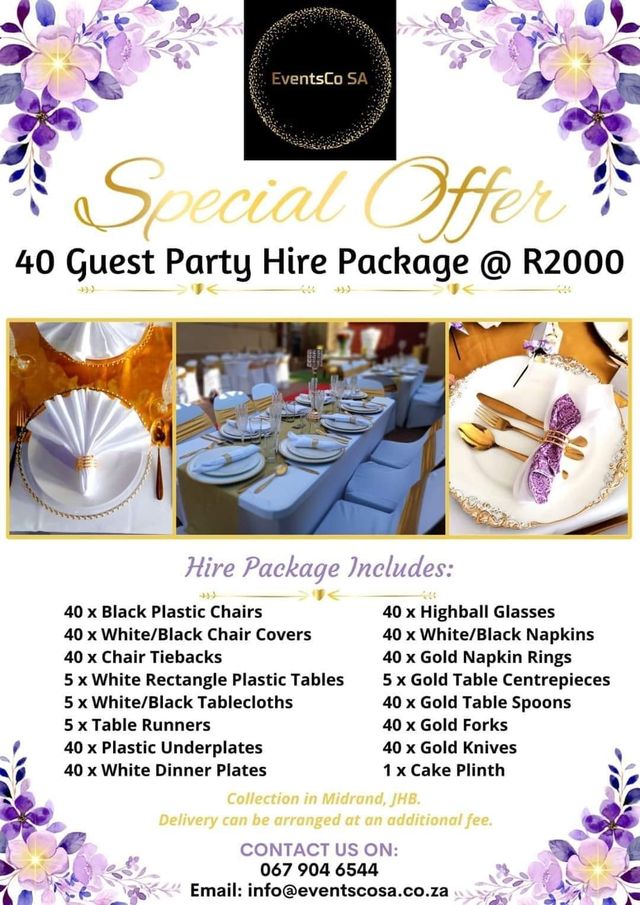 EventsCo SA
Special Offer
40 Guest Party Hire Package @ R2000
Hire Package Includes:
40 x Black Plastic Chairs
40 x White/Black Chair Covers
40 x Chair Tiebacks
5 x White Rectangle Plastic Tables
5 x White/Black Tablecloths
5 x Table Runners
40 x Plastic Underplates
40 x White Dinner Plates
40 x Highball Glasses
40 x White/Black Napkins
40 x Gold Napkin Rings
5 x Gold Table Centrepieces
40 x Gold Table Spoons
40 x Gold Forks
40 x Gold Knives
1 x Cake Plinth
Collection in Midrand, JHB.
Delivery can be arranged at an additional fee.
CONTACT US ON:
067 904 6544
Email: info@eventscosa.co.za